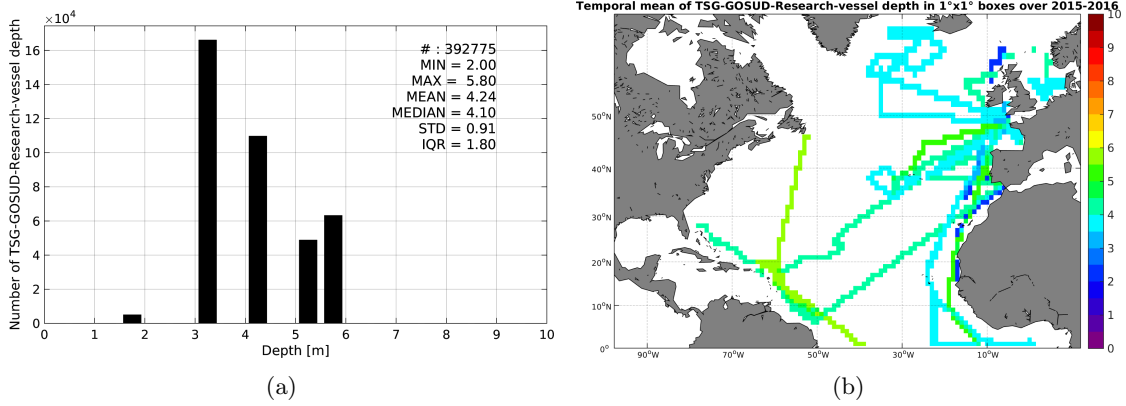 ×10⁴
Number of TSG-GOSUD-Research-vessel depth
16
14
12
10
8
6
4
2
0
# : 392775
MIN = 2.00
MAX = 5.80
MEAN = 4.24
MEDIAN = 4.10
STD = 0.91
IQR = 1.80
0 1 2 3 4 5 6 7 8 9 10
Depth [m]
(a)
Temporal mean of TSG-GOSUD-Research-vessel depth in 1°x1° boxes over 2015-2016
50°N
40°N
30°N
20°N
10°N
0°
90°W 70°W 50°W 30°W 10°W
10
9
8
7
6
5
4
3
2
1
0
(b)